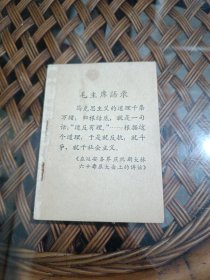 毛主席語录
马克思主义的道理千条
万绪，归根结底，就是一句
話：“造反有理。”……根据这
个道理，于是就反抗，就斗
争，就干社会主义。
《在延安各界庆祝斯大林
六十寿辰大会上的讲话》